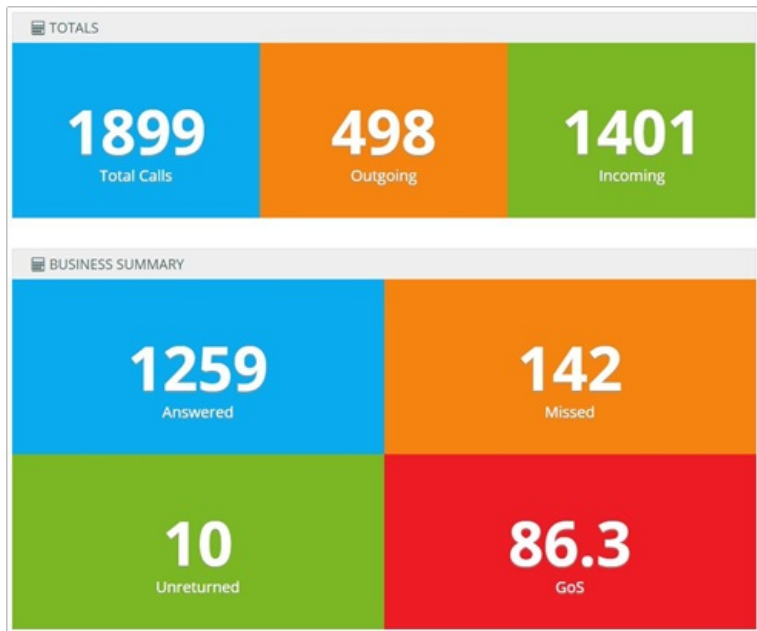 TOTALS
1899
Total Calls
498
Outgoing
1401
Incoming
BUSINESS SUMMARY
1259
Answered
142
Missed
10
Unreturned
86.3
GoS